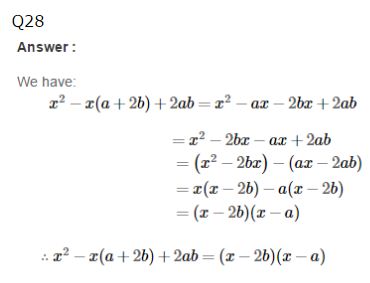 Q28
Answer :
We have:
x² − x(a + 2b) + 2ab = x² − ax − 2bx + 2ab
= x² − 2bx − ax + 2ab
= (x² − 2bx) − (ax − 2ab)
= x(x − 2b) − a(x − 2b)
= (x − 2b)(x − a)
∴ x² − x(a + 2b) + 2ab = (x − 2b)(x − a)